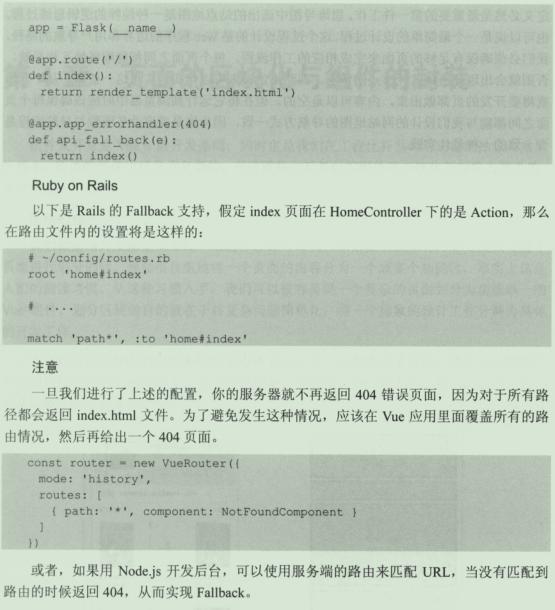 app = Flask(__name__)
@app.route('/')
def index():
  return render_template('index.html')
@app.app_errorhandler(404)
def api_fall_back(e):
  return index()
Ruby on Rails
以下是 Rails 的 Fallback 支持，假定 index 页面在 HomeController 下的是 Action，那么
在路由文件内的设置将是这样的：
# ~/config/routes.rb
root 'home#index'
# ....
match 'path*', :to 'home#index'
注意
一旦我们进行了上述的配置，你的服务器就不再返回 404 错误页面，因为对于所有路
径都会返回 index.html 文件。为了避免发生这种情况，应该在 Vue 应用里面覆盖所有的路
由情况，然后再给出一个 404 页面。
const router = new VueRouter({
  mode: 'history',
  routes: [
    { path: '*', component: NotFoundComponent }
  ]
})
或者，如果用 Node.js 开发后台，可以使用服务端的路由来匹配 URL，当没有匹配到
路由的时候返回 404，从而实现 Fallback。